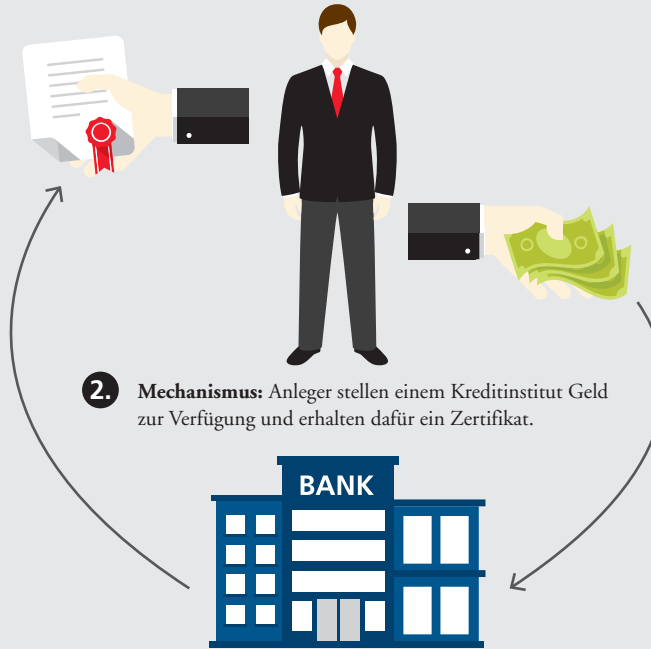 2.
Mechanismus: Anleger stellen einem Kreditinstitut Geld
zur Verfügung und erhalten dafür ein Zertifikat.
BANK